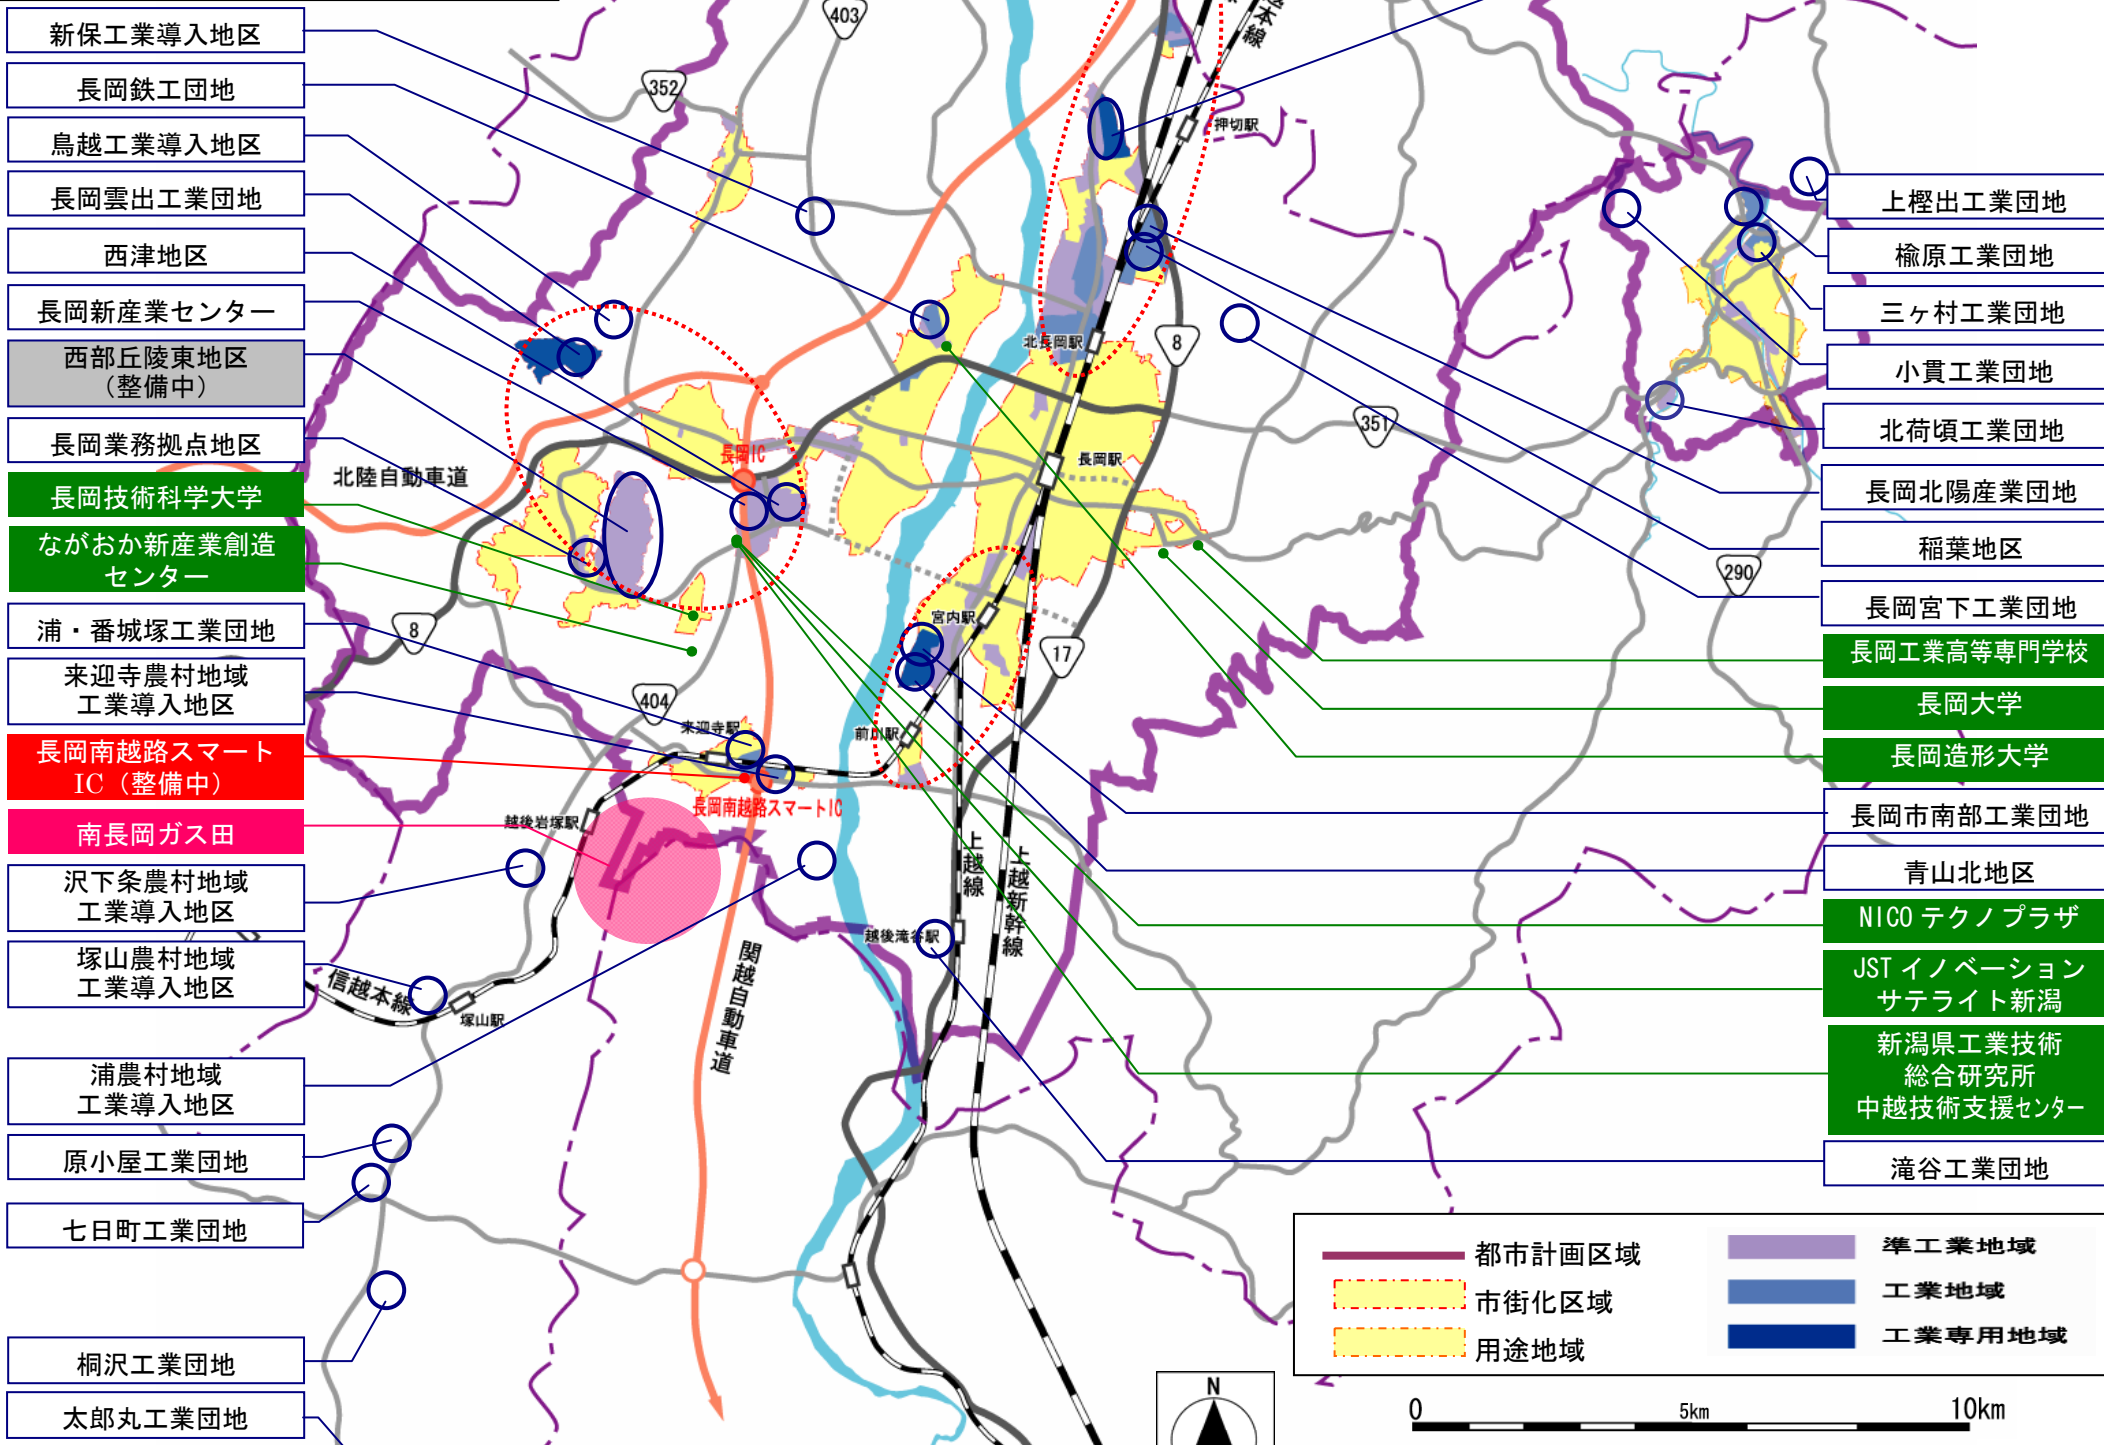 新保工業導入地区
長岡鉄工団地
鳥越工業導入地区
長岡雲出工業団地
西津地区
長岡新産業センター
西部丘陵東地区
（整備中）
長岡業務拠点地区
長岡技術科学大学
ながおか新産業創造
センター
浦・番城塚工業団地
来迎寺農村地域
工業導入地区
長岡南越路スマート
IC（整備中）
南長岡ガス田
沢下条農村地域
工業導入地区
塚山農村地域
工業導入地区
浦農村地域
工業導入地区
原小屋工業団地
七日町工業団地
桐沢工業団地
太郎丸工業団地
403
352
本線
押切駅
北長岡駅
8
351
長岡IC
長岡駅
北陸自動車道
290
8
宮内駅
17
404
来迎寺駅
前川駅
長岡南越路スマートIC
越後岩塚駅
上越線
上越新幹線
越後滝谷駅
関越自動車道
信越本線
塚山駅
上樫出工業団地
楡原工業団地
三ヶ村工業団地
小貫工業団地
北荷頃工業団地
長岡北陽産業団地
稲葉地区
長岡宮下工業団地
長岡工業高等専門学校
長岡大学
長岡造形大学
長岡市南部工業団地
青山北地区
NICO テクノプラザ
JST イノベーション
サテライト新潟
新潟県工業技術
総合研究所
中越技術支援センター
滝谷工業団地
都市計画区域
市街化区域
用途地域
準工業地域
工業地域
工業専用地域
N
0
5km
10km